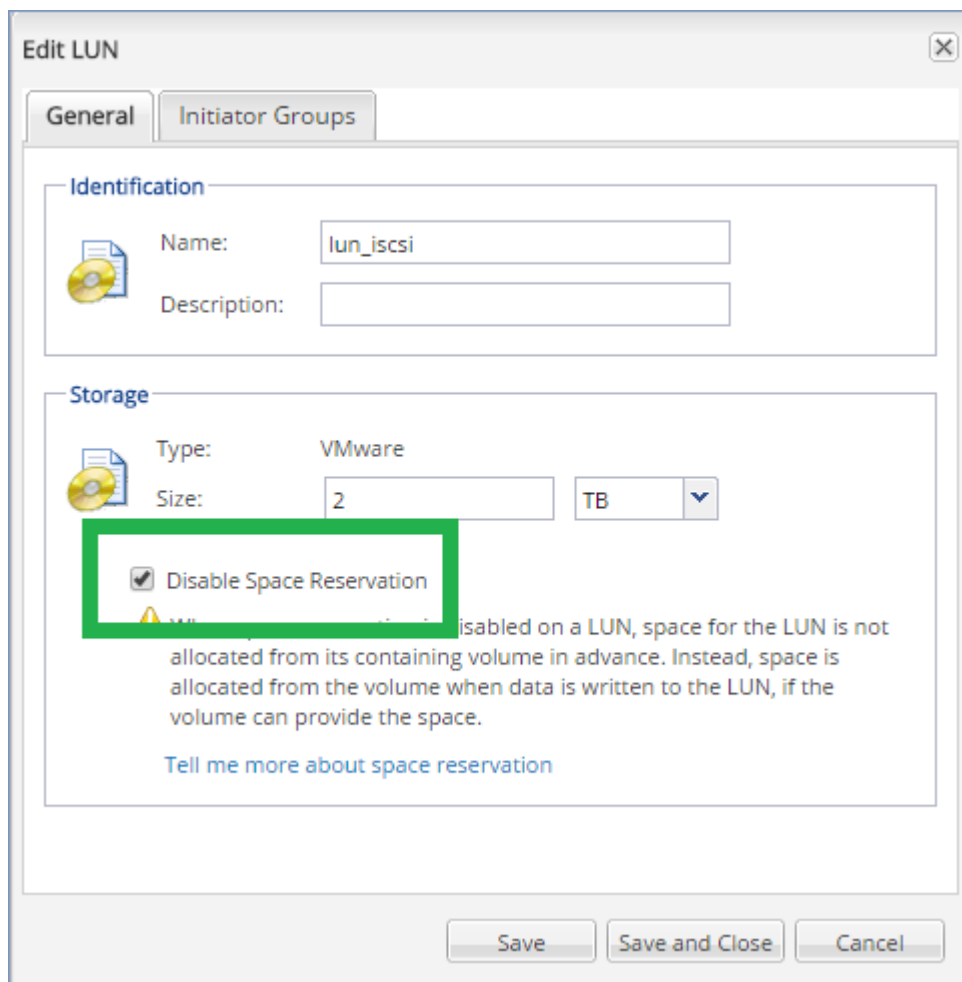 Edit LUN
General
Initiator Groups
Identification
Name:
lun_iscsi
Description:
Storage
Type:
VMware
Size:
2
TB
Disable Space Reservation
isabled on a LUN, space for the LUN is not
allocated from its containing volume in advance. Instead, space is
allocated from the volume when data is written to the LUN, if the
volume can provide the space.
Tell me more about space reservation
Save
Save and Close
Cancel